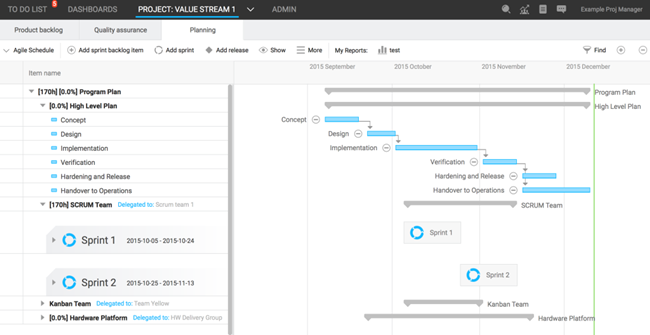 TO DO LIST 5 DASHBOARDS PROJECT: VALUE STREAM 1 ADMIN Example Proj Manager
Product backlog Quality assurance Planning
Agile Schedule Add sprint backlog item Add sprint Add release Show More My Reports: test Find
Item name 2015 September 2015 October 2015 November 2015 December
[170h] [0.0%] Program Plan Program Plan
[0.0%] High Level Plan High Level Plan
Concept Concept
Design Design
Implementation Implementation
Verification Verification
Hardening and Release Hardening and Release
Handover to Operations Handover to Operations
[170h] SCRUM Team Delegated to: Scrum team 1 SCRUM Team
Sprint 1 2015-10-05 - 2015-10-24 Sprint 1
Sprint 2 2015-10-25 - 2015-11-13 Sprint 2
Kanban Team Delegated to: Team Yellow Kanban Team
[0.0%] Hardware Platform Delegated to: HW Delivery Group Hardware Platform